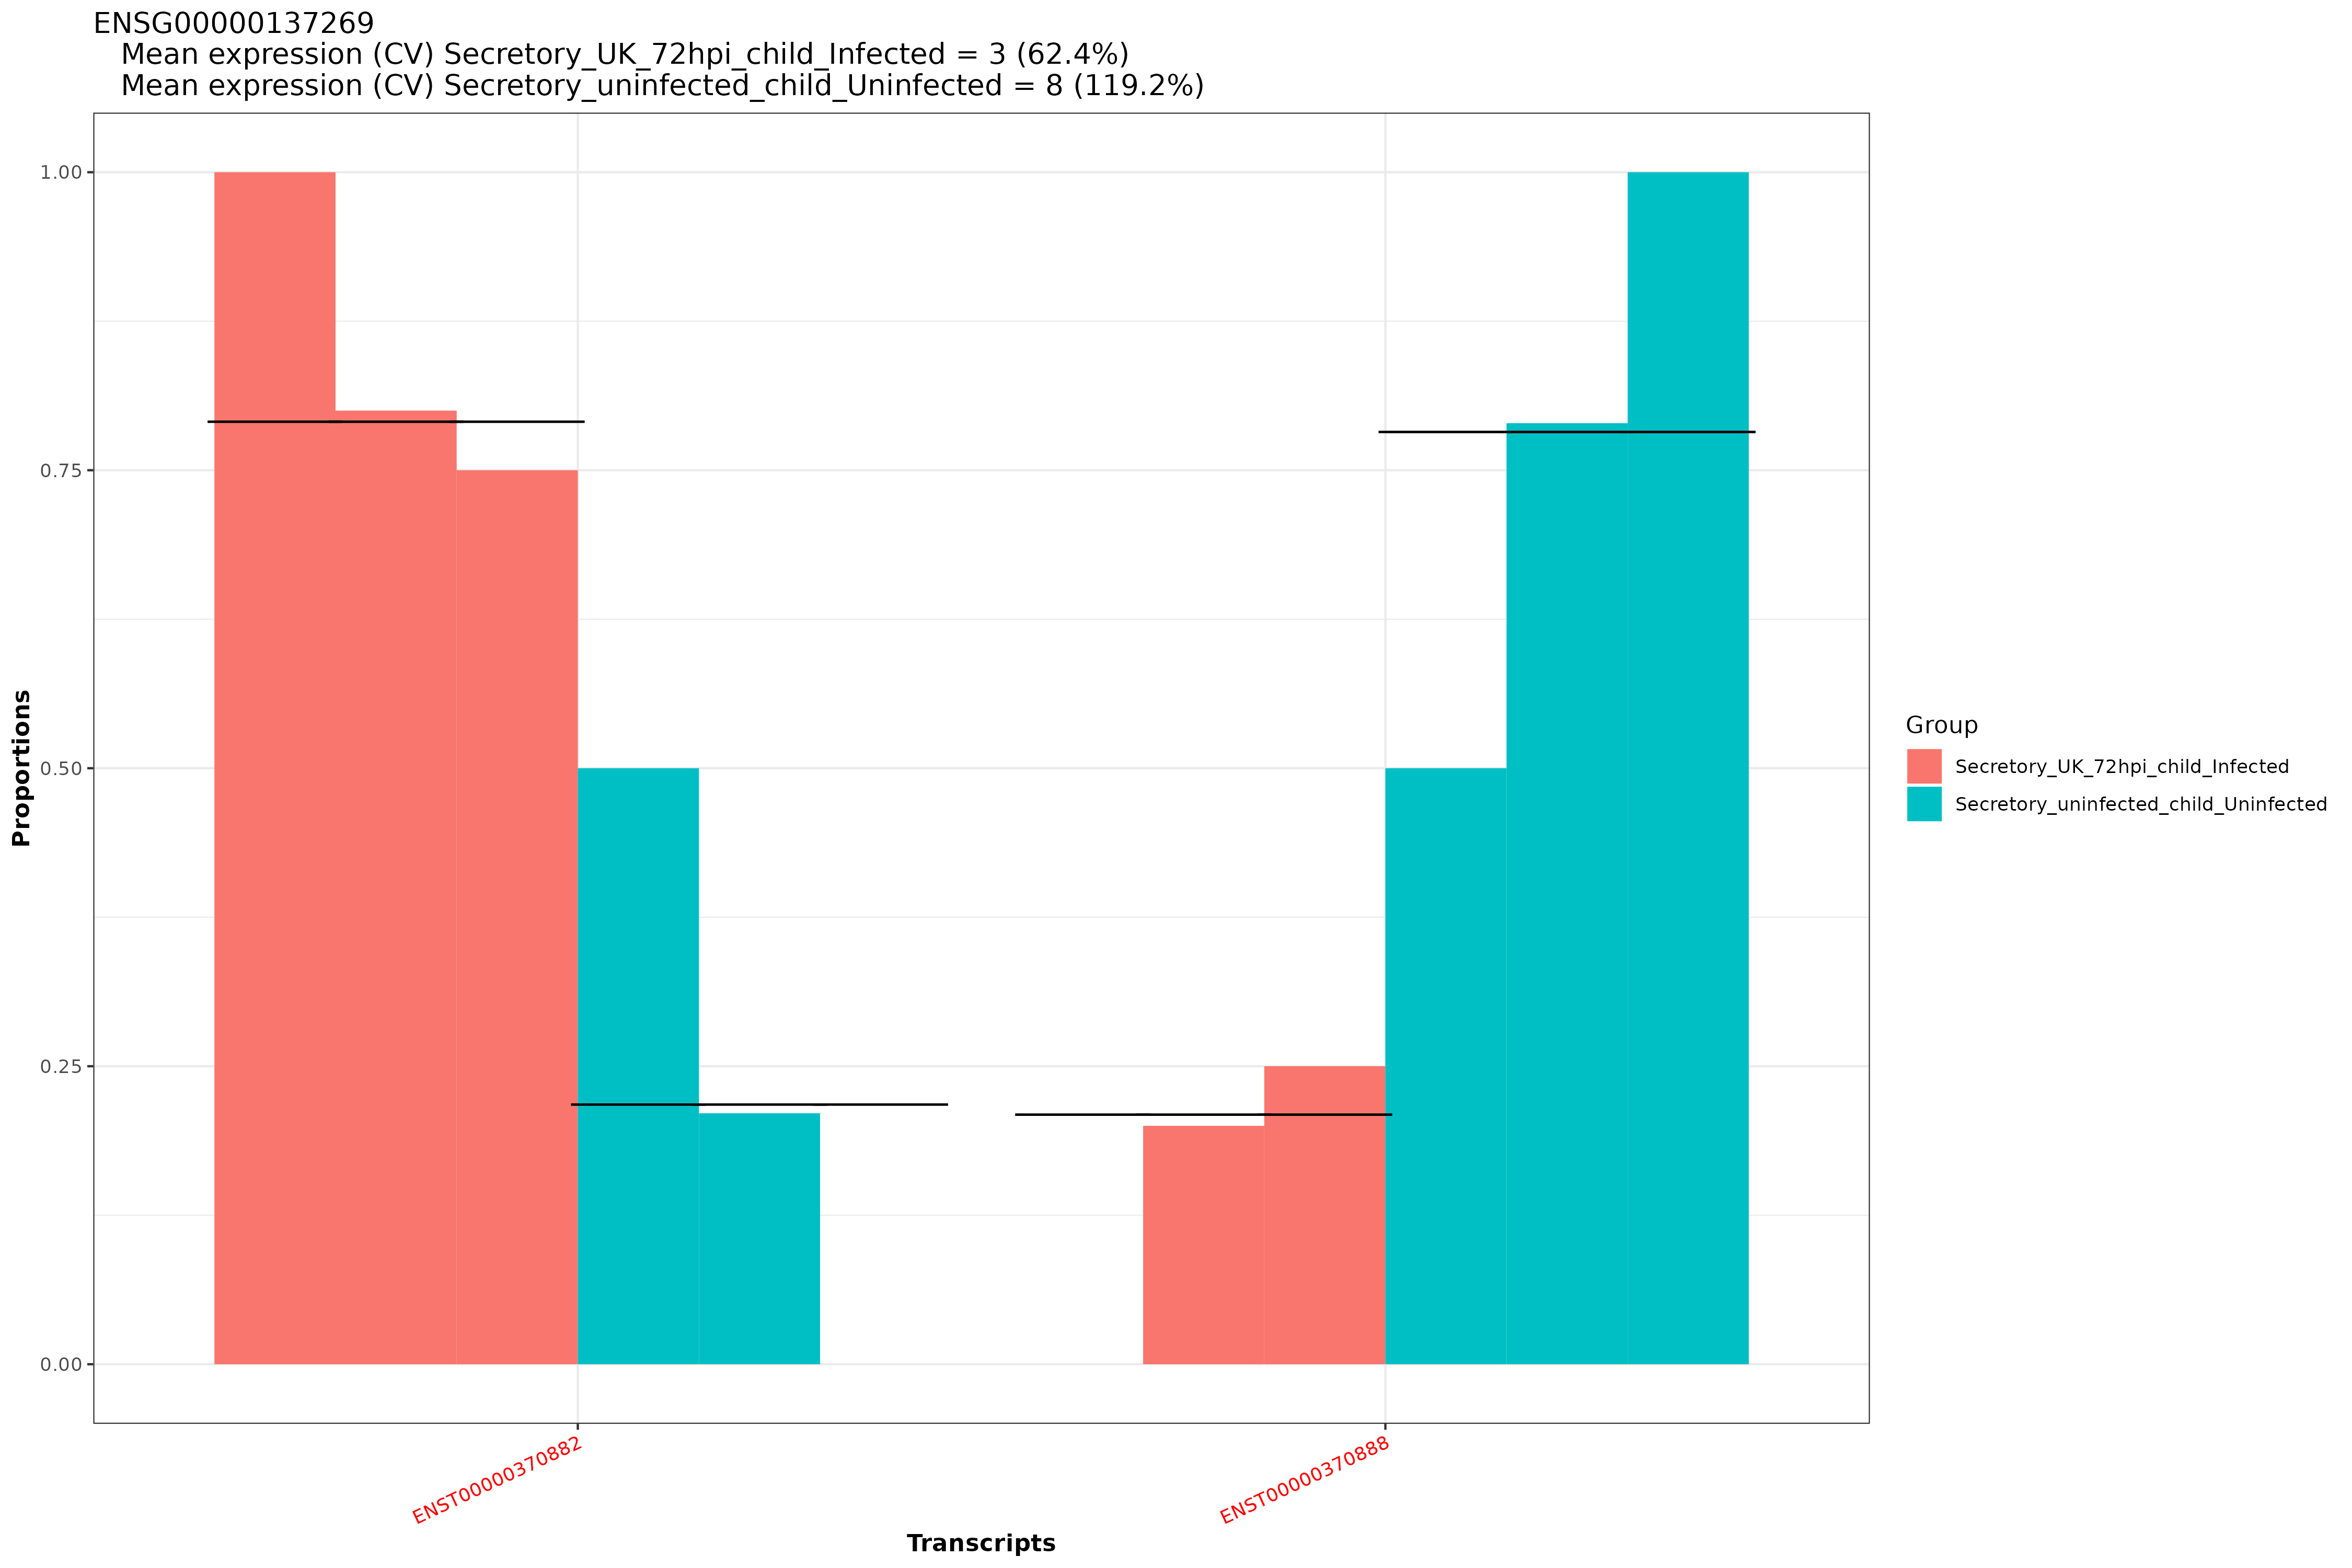 ENSG00000137269
Mean expression (CV) Secretory_UK_72hpi_child_Infected = 3 (62.4%)
Mean expression (CV) Secretory_uninfected_child_Uninfected = 8 (119.2%)
1.00
0.75
0.50
0.25
0.00
Proportions
ENST00000370882
ENST00000370888
Transcripts
Group
Secretory_UK_72hpi_child_Infected
Secretory_uninfected_child_Uninfected